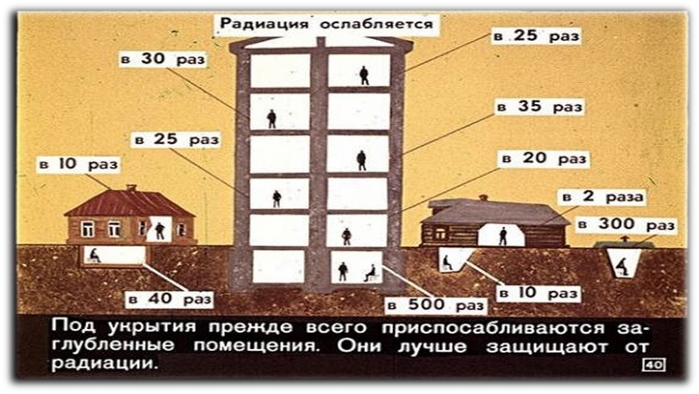 Радиация ослабляется
в 25 раз
в 30 раз
в 35 раз
в 25 раз
в 20 раз
в 10 раз
в 2 раза
в 300 раз
в 40 раз
в 500 раз
в 10 раз
Под укрытия прежде всего приспосабливаются за-
глубленные помещения. Они лучше защищают от
радиации.
40